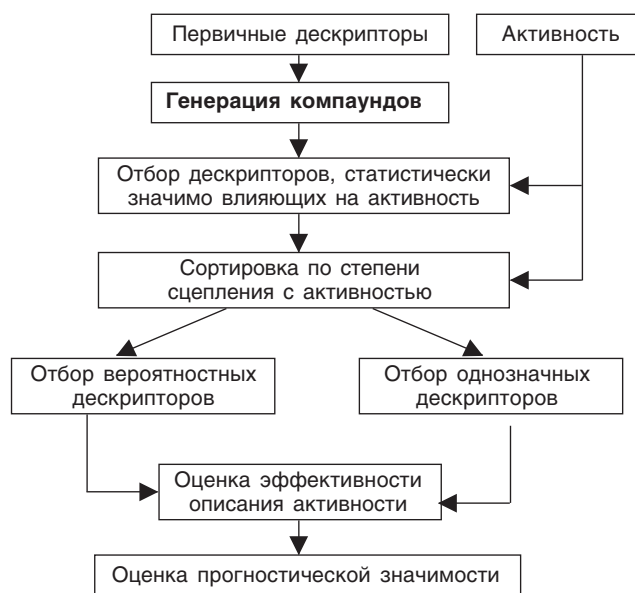 Первичные дескрипторы
Активность
Генерация компаундов
Отбор дескрипторов, статистически
значимо влияющих на активность
Сортировка по степени
сцепления с активностью
Отбор вероятностных
дескрипторов
Отбор однозначных
дескрипторов
Оценка эффективности
описания активности
Оценка прогностической значимости